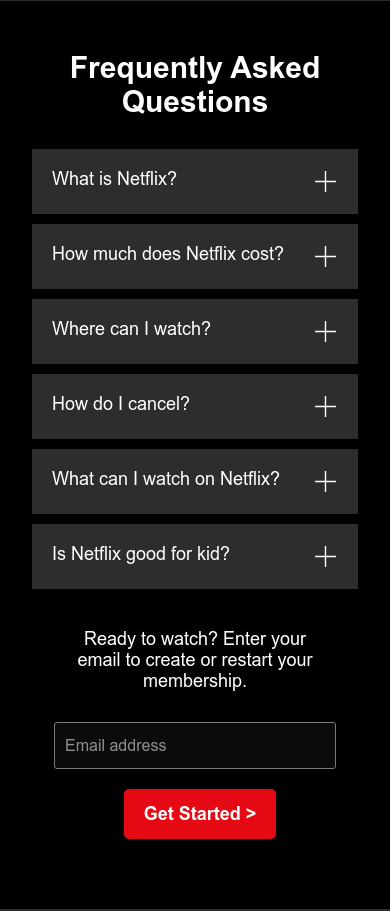 Frequently Asked
Questions
What is Netflix?
How much does Netflix cost?
Where can I watch?
How do I cancel?
What can I watch on Netflix?
Is Netflix good for kid?
Ready to watch? Enter your
email to create or restart your
membership.
Email address
Get Started >